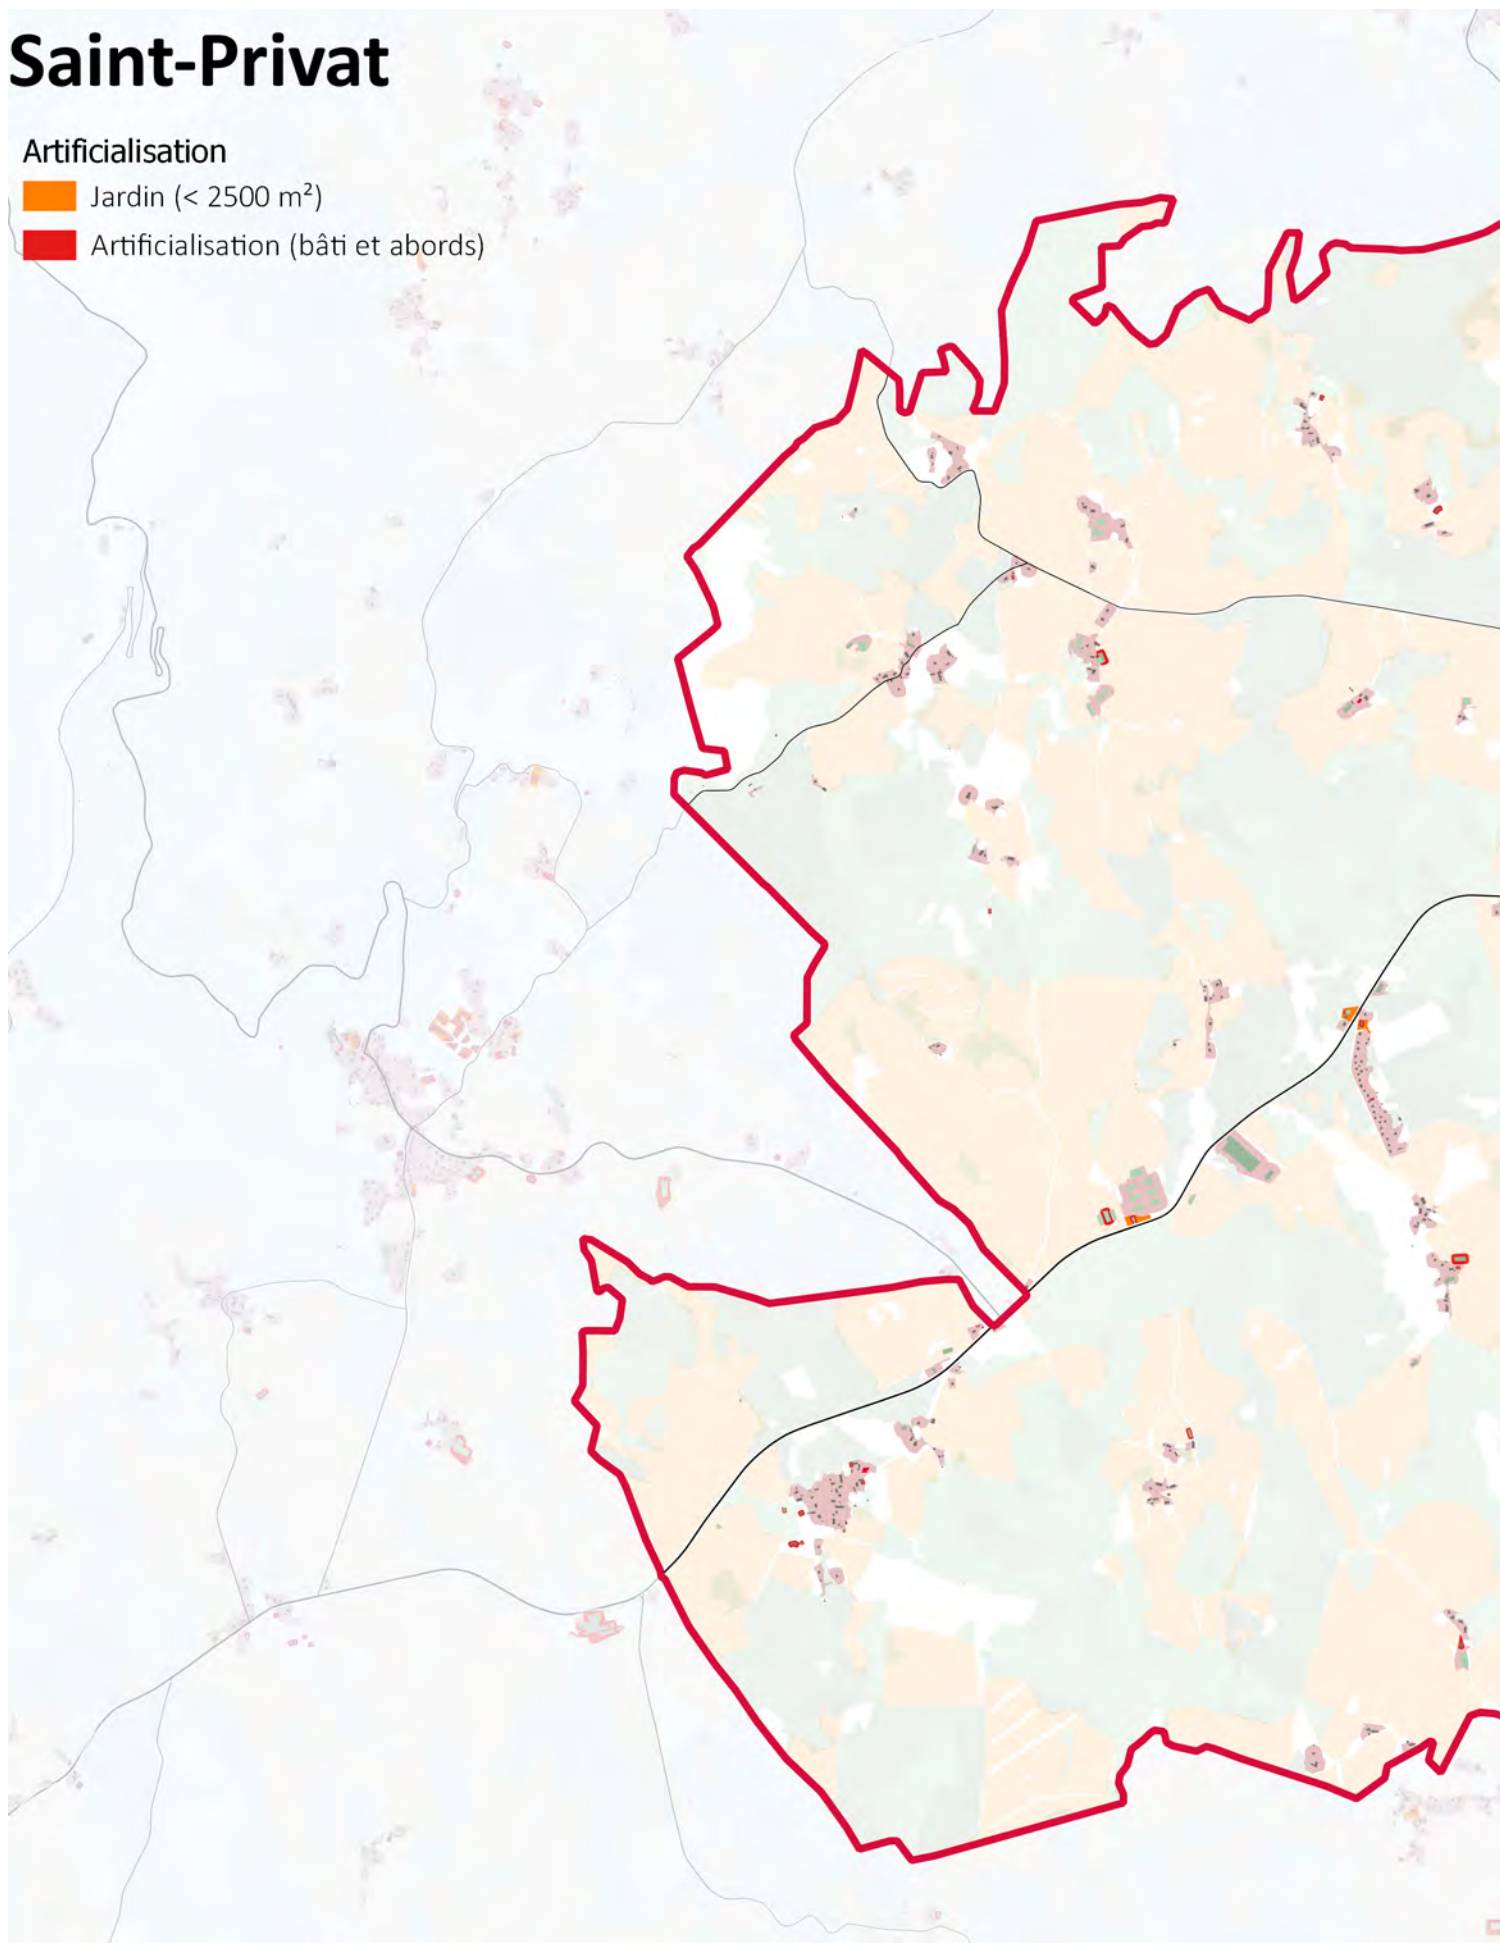 Saint-Privat
Artificialisation
Jardin (< 2500 m²)
Artificialisation (bâti et abords)